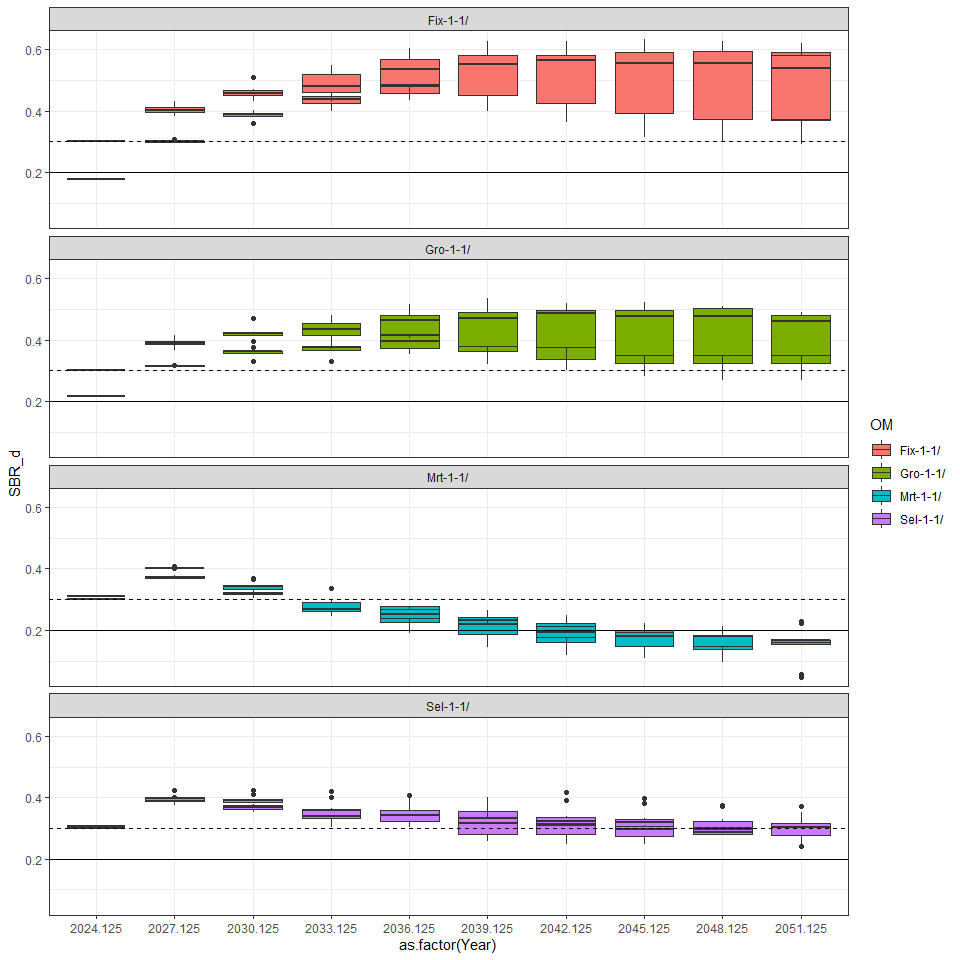 Fix-1-1/
0.6
0.4
0.2
Gro-1-1/
0.6
0.4
0.2
Mrt-1-1/
0.6
0.4
0.2
Sel-1-1/
0.6
0.4
0.2
2024.125 2027.125 2030.125 2033.125 2036.125 2039.125 2042.125 2045.125 2048.125 2051.125
as.factor(Year)
SBR_d
OM
Fix-1-1/
Gro-1-1/
Mrt-1-1/
Sel-1-1/